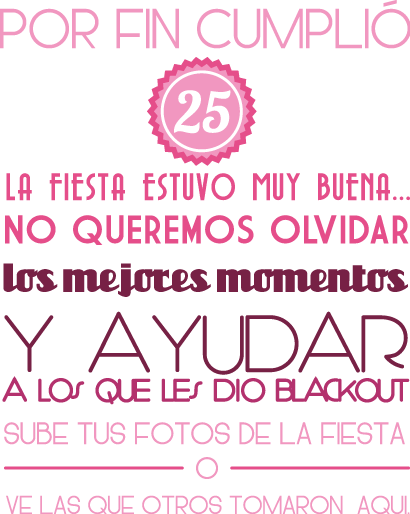 POR FIN CUMPLIÓ
25
LA FIESTA ESTUVO MUY BUENA...
NO QUEREMOS OLVIDAR
los mejores momentos
Y AYUDAR
A LOS QUE LES DIO BLACKOUT
SUBE TUS FOTOS DE LA FIESTA
O
VE LAS QUE OTROS TOMARON AQUI.